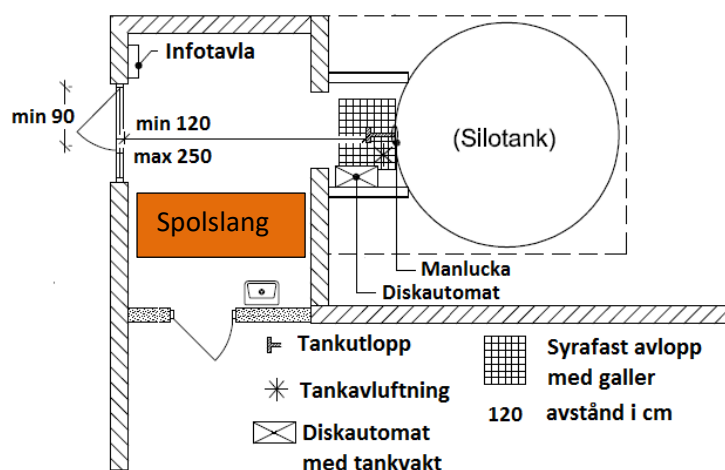 Infotavla
min 90
min 120
max 250
(Silotank)
Spolslang
Manlucka
Diskautomat
Tankutlopp
Tankavluftning
Diskautomat
med tankvakt
Syrafast avlopp
med galler
120 avstånd i cm